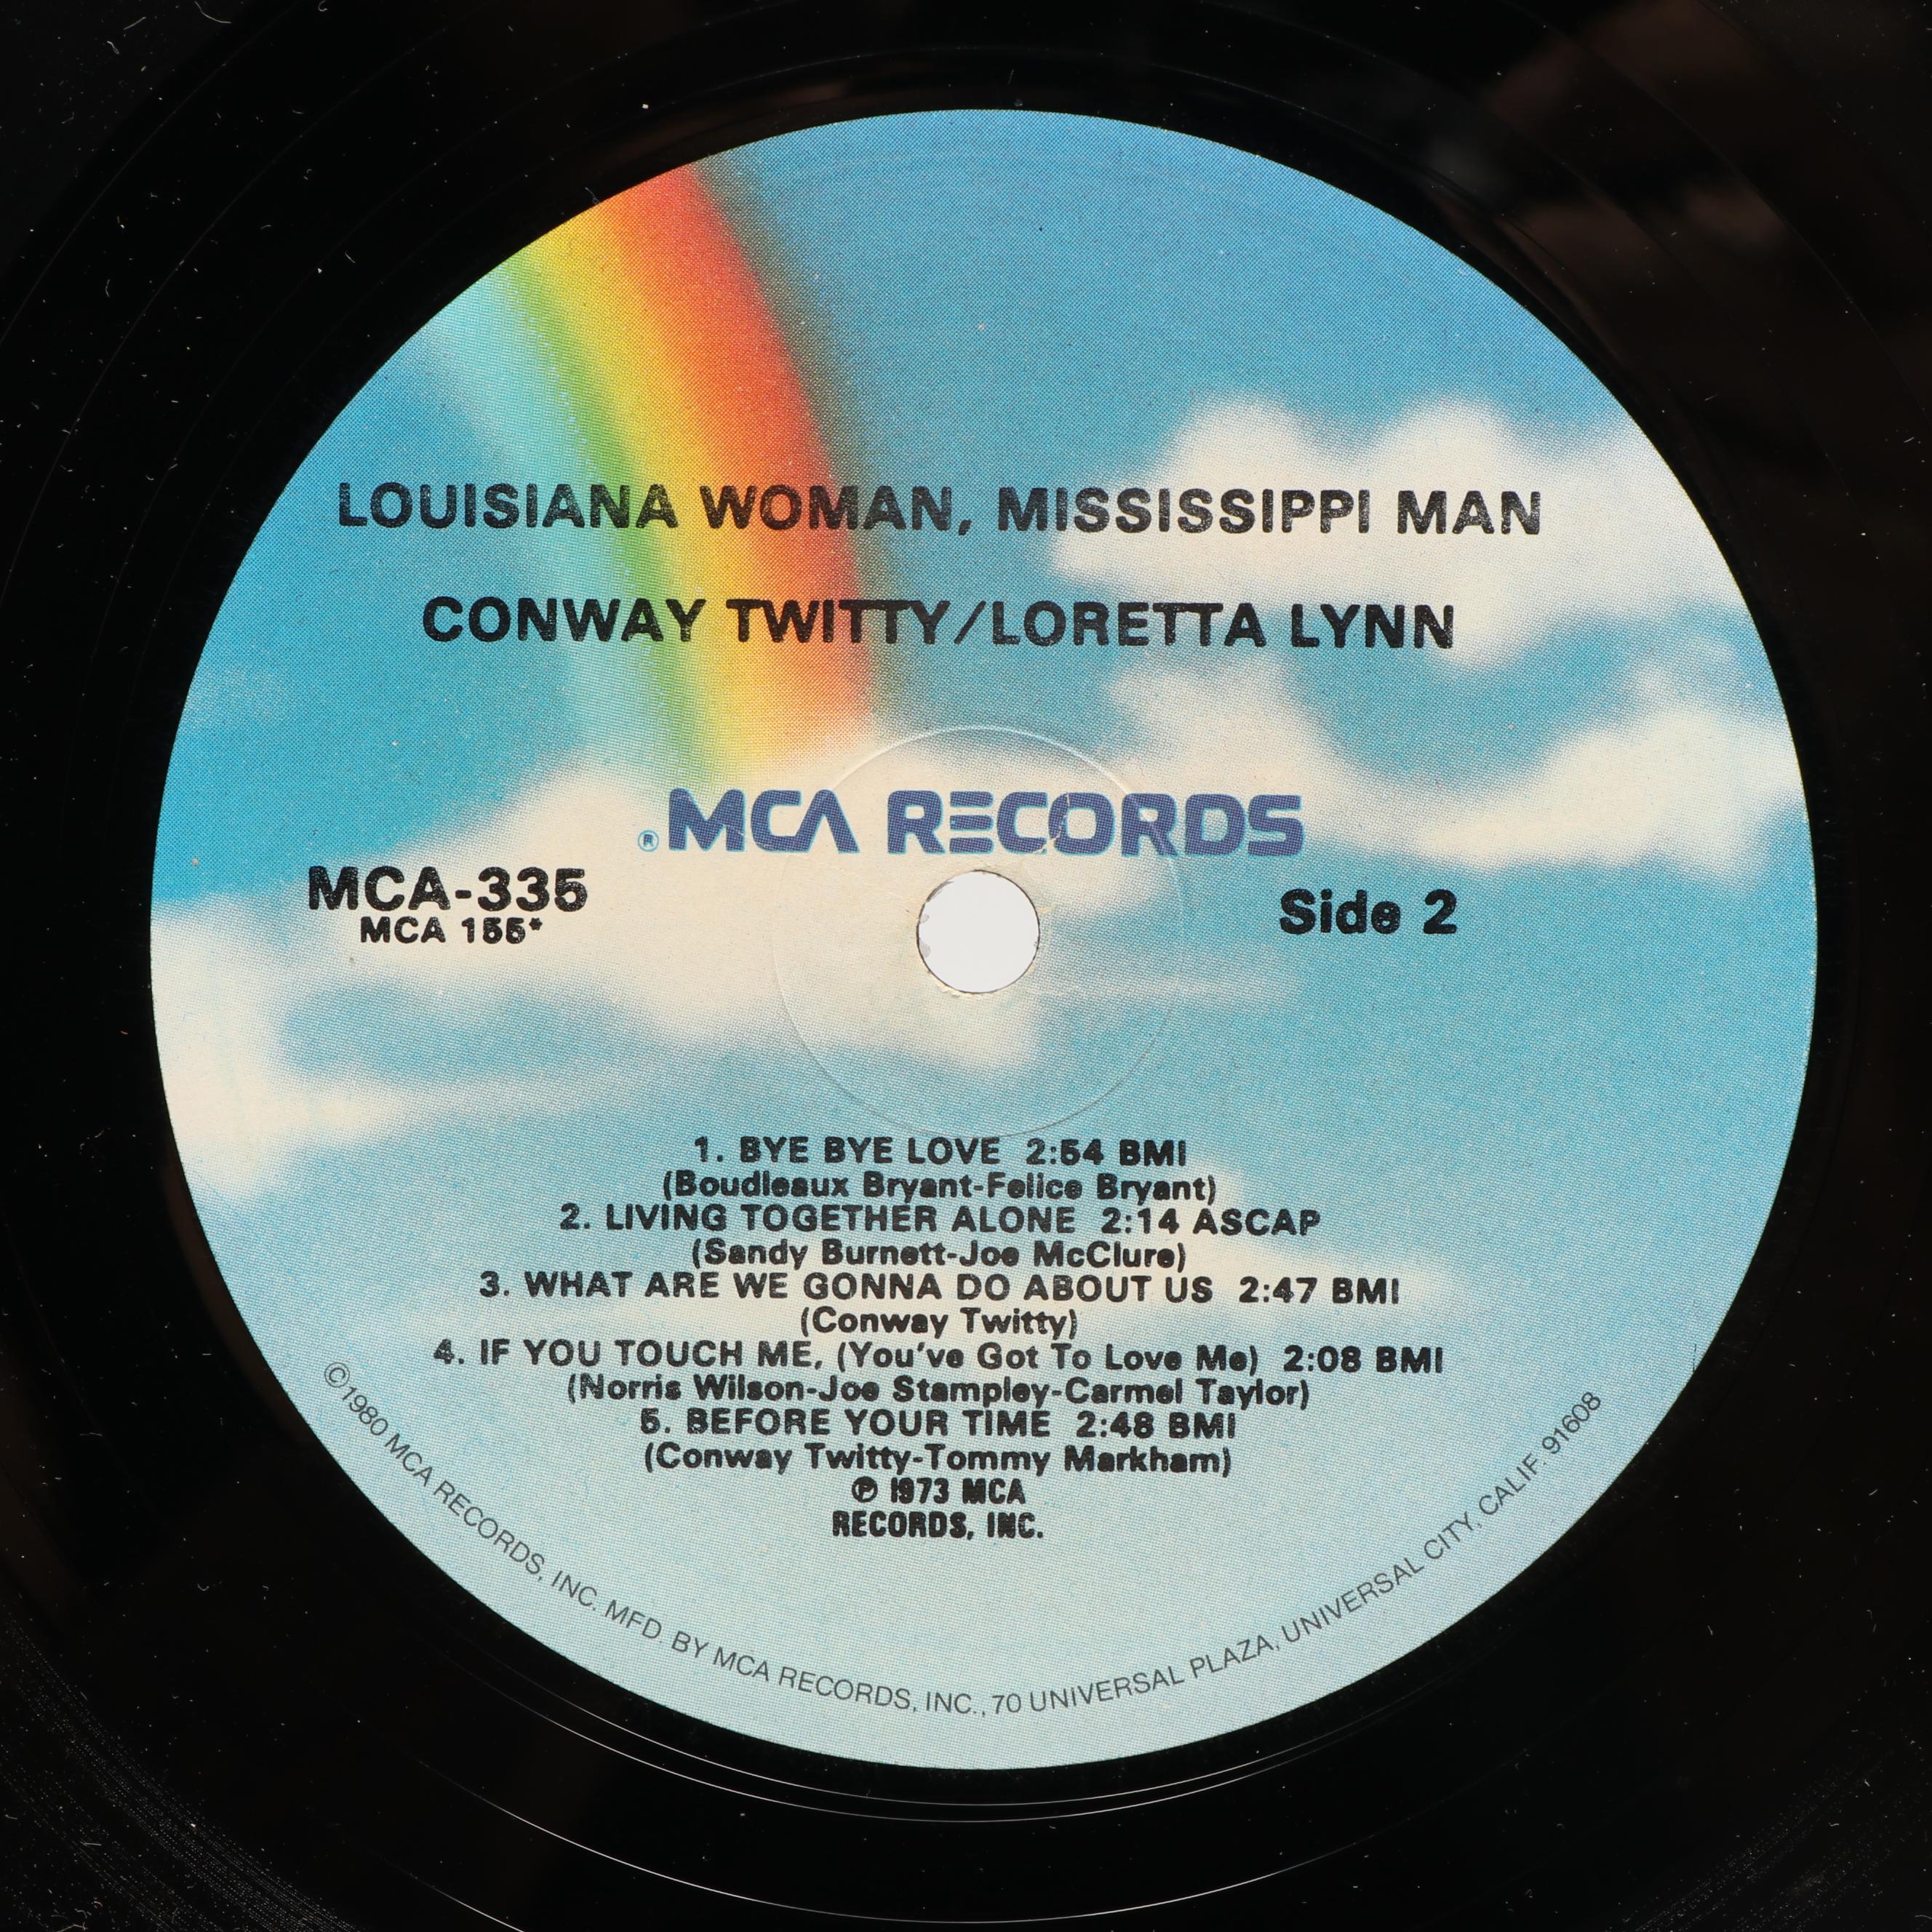 LOUISIANA WOMAN, MISSISSIPPI MAN
CONWAY TWITTY/LORETTA LYNN
® MCA RECORDS
MCA-335
MCA 155*
Side 2
1. BYE BYE LOVE 2:54 BMI
(Boudleaux Bryant-Felice Bryant)
2. LIVING TOGETHER ALONE 2:14 ASCAP
(Sandy Burnett-Joe McClure)
3. WHAT ARE WE GONNA DO ABOUT US 2:47 BMI
(Conway Twitty)
4. IF YOU TOUCH ME, (You've Got To Love Me) 2:08 BMI
(Norris Wilson-Joe Stampley-Carmel Taylor)
5. BEFORE YOUR TIME 2:48 BMI
(Conway Twitty-Tommy Markham)
℗ 1973 MCA
RECORDS, INC.
©1980 MCA RECORDS, INC. MFD. BY MCA RECORDS, INC., 70 UNIVERSAL PLAZA, UNIVERSAL CITY, CALIF. 91608